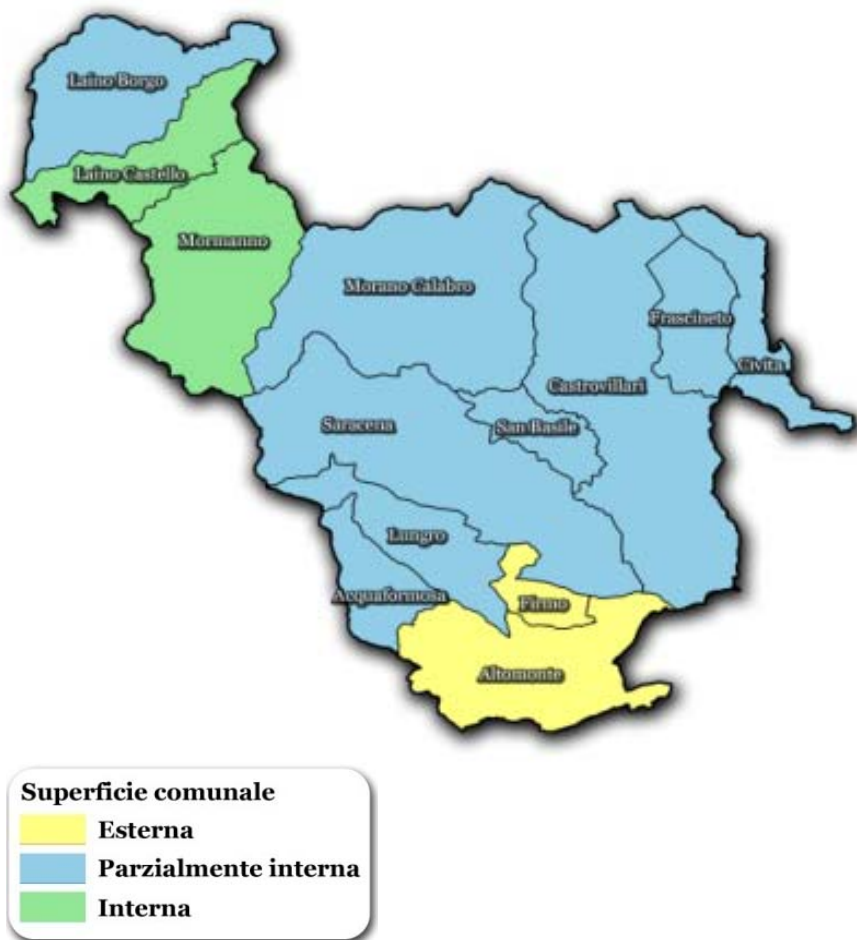 Laino Borgo
Laino Castello
Mormanno
Morano Calabro
Frascineto
Civita
Castrovillari
Saracena
San Basile
Lungro
Acquaformosa
Firmo
Altomonte
Superficie comunale
Esterna
Parzialmente interna
Interna